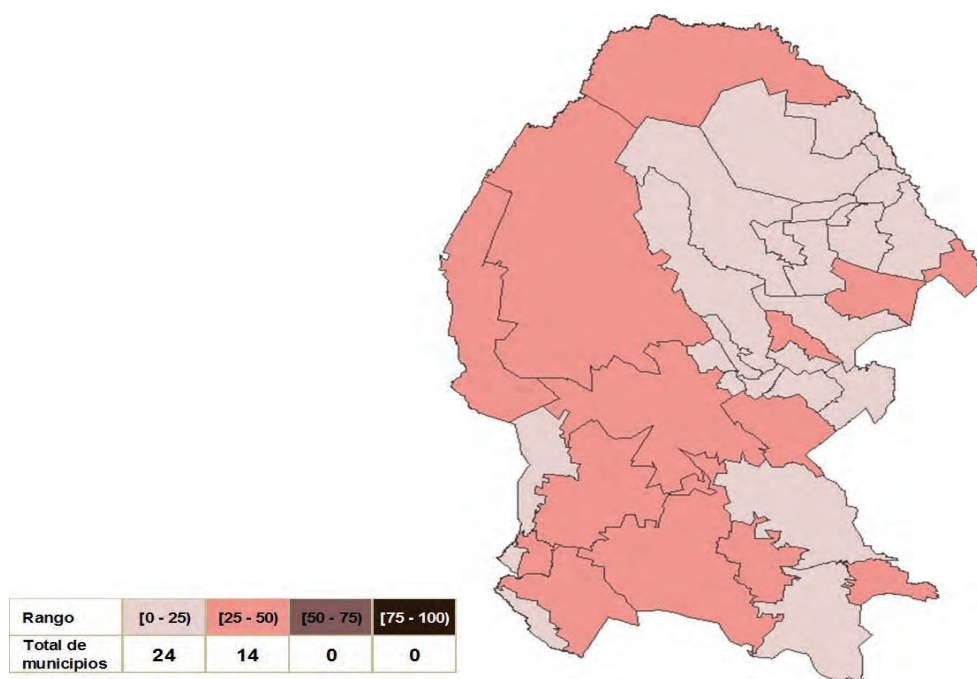 Rango [0 - 25) [25 - 50) [50 - 75) [75 - 100)
Total de
municipios 24 14 0 0